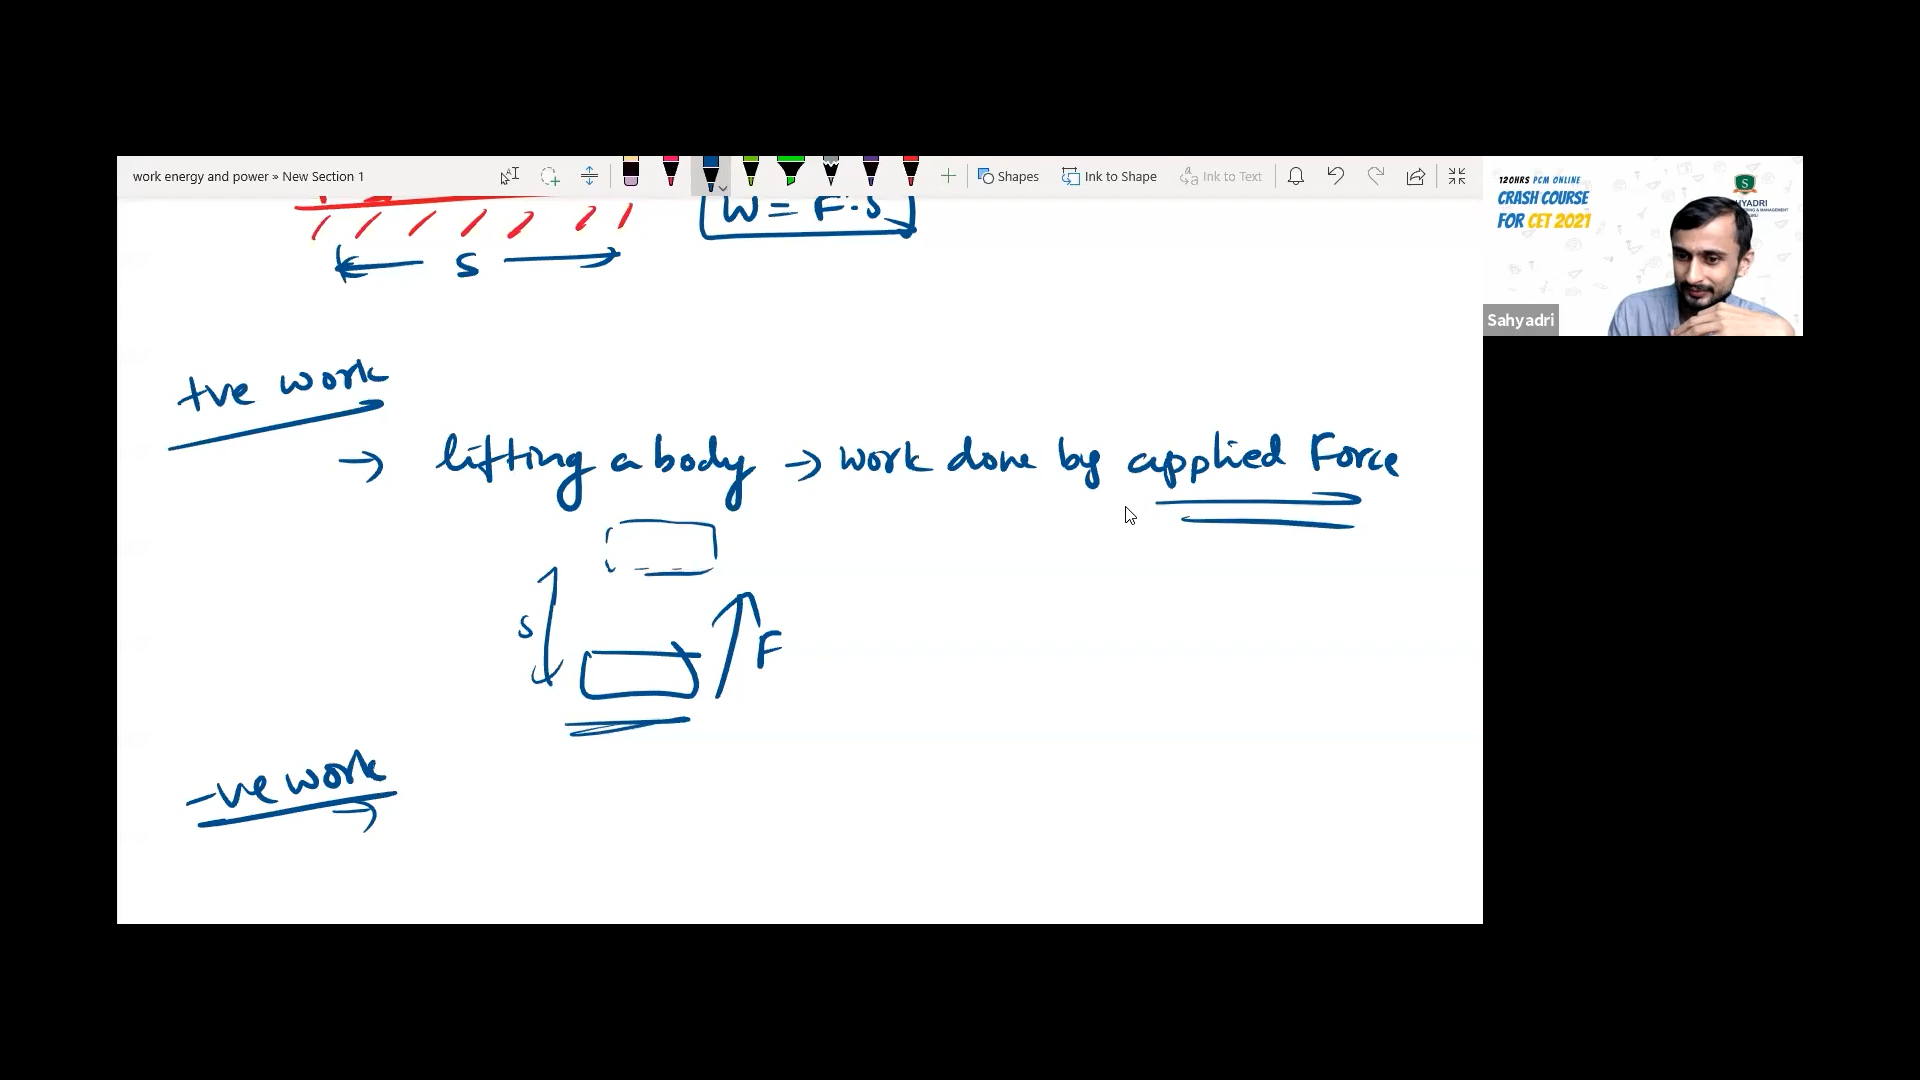 work energy and power » New Section 1
Shapes
Ink to Shape
Ink to Text
W = F.S
S
+ve work
→ lifting a body → work done by applied Force
S
F
-ve work
→
120HRS PCM ONLINE
CRASH COURSE
FOR CET 2021
S
HYADRI
Sahyadri